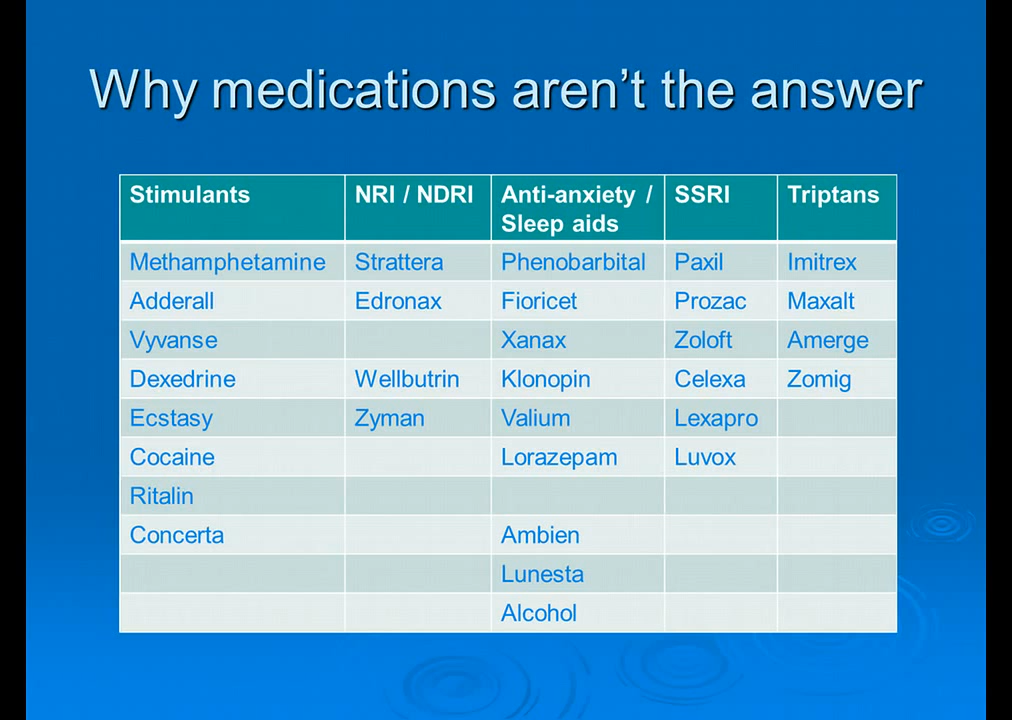 Why medications aren’t the answer
Stimulants NRI / NDRI Anti-anxiety / SSRI Triptans
Sleep aids
Methamphetamine Strattera Phenobarbital Paxil Imitrex
Adderall Edronax Fioricet Prozac Maxalt
Vyvanse Xanax Zoloft Amerge
Dexedrine Wellbutrin Klonopin Celexa Zomig
Ecstasy Zyman Valium Lexapro
Cocaine Lorazepam Luvox
Ritalin
Concerta Ambien
Lunesta
Alcohol